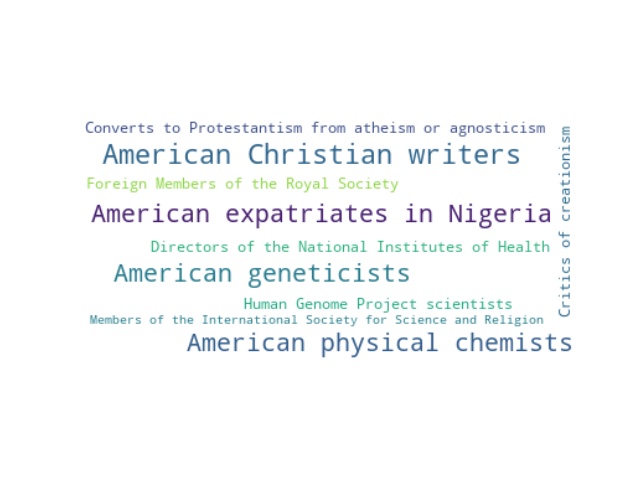 Converts to Protestantism from atheism or agnosticism
American Christian writers
Foreign Members of the Royal Society
American expatriates in Nigeria
Directors of the National Institutes of Health
American geneticists
Human Genome Project scientists
Members of the International Society for Science and Religion
American physical chemists
Critics of creationism